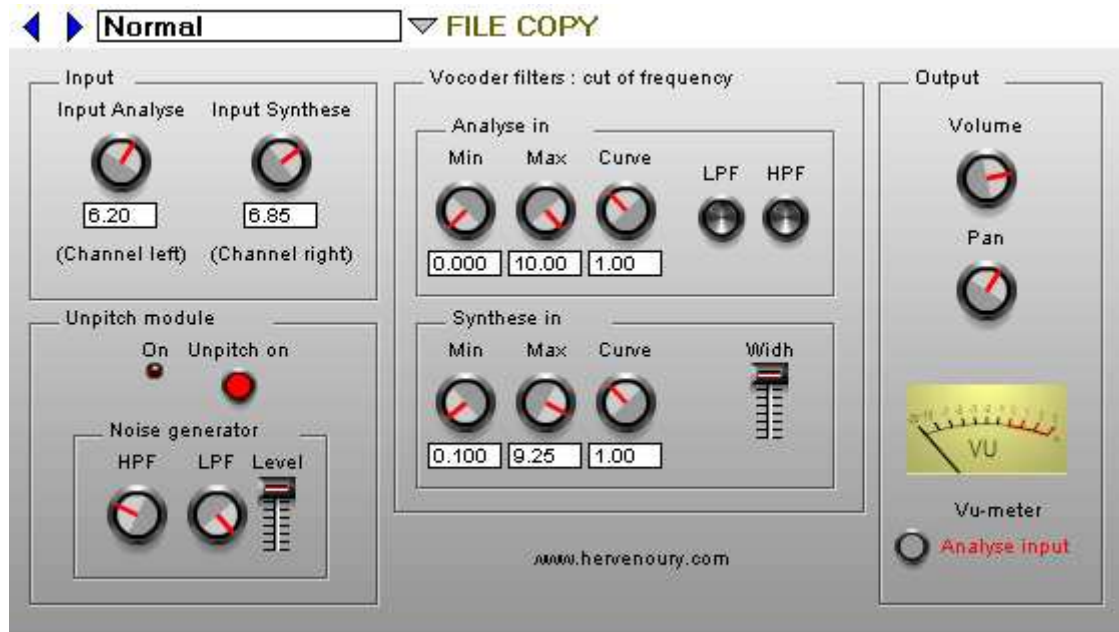 Normal
FILE COPY
Input
Input Analyse Input Synthese
6.20 6.85
(Channel left) (Channel right)
Unpitch module
On Unpitch on
Noise generator
HPF LPF Level
Vocoder filters : cut of frequency
Analyse in
Min Max Curve LPF HPF
0.000 10.00 1.00
Synthese in
Min Max Curve Widh
0.100 9.25 1.00
www.hervenoury.com
Output
Volume
Pan
VU
Vu-meter
Analyse input